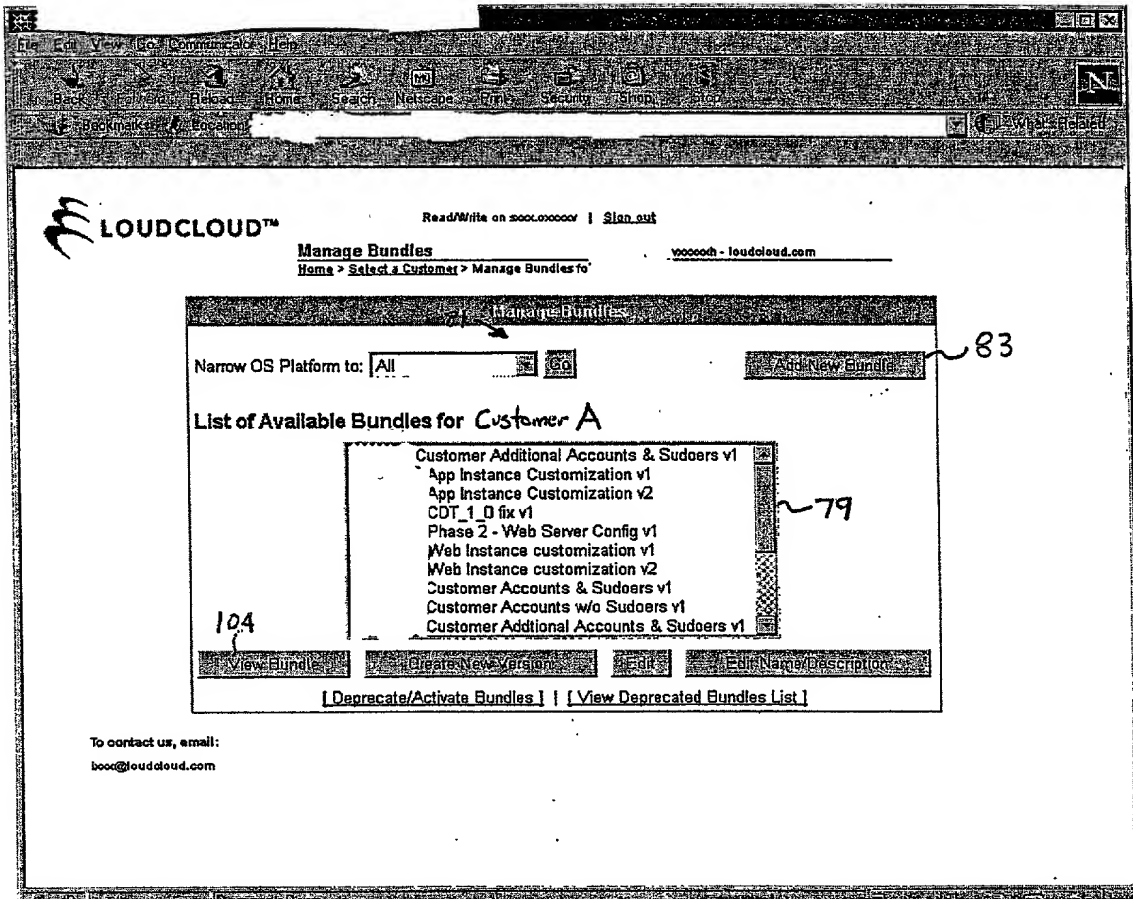 File Edit View Go Communicator Help
Back Reload Home Search Netscape Print Security Shop Stop
Bookmarks Location What's Related
N
LOUDCLOUD™
Read/Write on | Sign out
Manage Bundles
- loudcloud.com
Home > Select a Customer > Manage Bundles fo
Manage Bundles
Narrow OS Platform to: All Go
Add New Bundle
83
List of Available Bundles for Customer A
Customer Additional Accounts & Sudoers v1
App Instance Customization v1
App Instance Customization v2
CDT_1_0 fix v1
79
Phase 2 - Web Server Config v1
Web Instance customization v1
Web Instance customization v2
Customer Accounts & Sudoers v1
Customer Accounts w/o Sudoers v1
Customer Addtional Accounts & Sudoers v1
104
View Bundle Create New Version Edit Edit Name/Description
[ Deprecate/Activate Bundles ] | [ View Deprecated Bundles List ]
To contact us, email:
@loudcloud.com